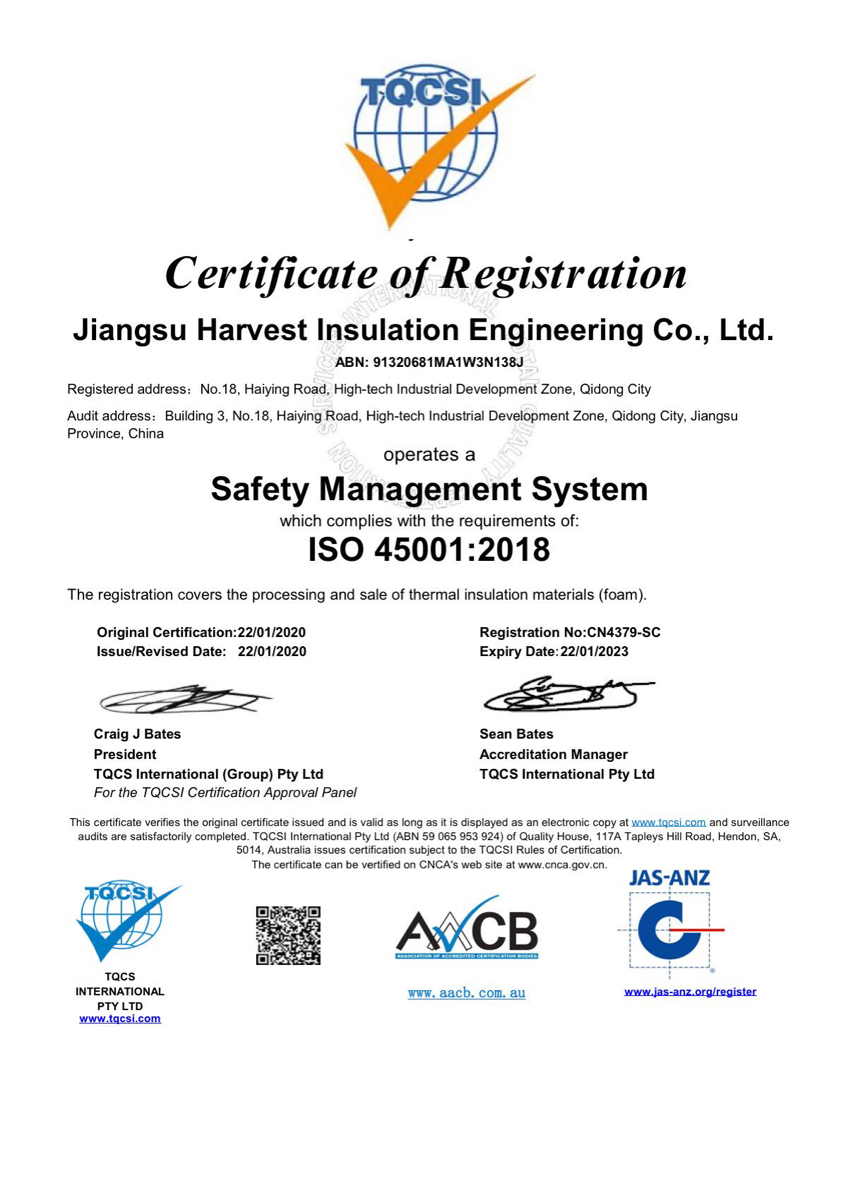 TQCSI
Certificate of Registration
Jiangsu Harvest Insulation Engineering Co., Ltd.
ABN: 91320681MA1W3N138J
Registered address：No.18, Haiying Road, High-tech Industrial Development Zone, Qidong City
Audit address：Building 3, No.18, Haiying Road, High-tech Industrial Development Zone, Qidong City, Jiangsu
Province, China
operates a
Safety Management System
which complies with the requirements of:
ISO 45001:2018
The registration covers the processing and sale of thermal insulation materials (foam).
Original Certification:22/01/2020 Registration No:CN4379-SC
Issue/Revised Date: 22/01/2020 Expiry Date:22/01/2023
Craig J Bates Sean Bates
President Accreditation Manager
TQCS International (Group) Pty Ltd TQCS International Pty Ltd
For the TQCSI Certification Approval Panel
This certificate verifies the original certificate issued and is valid as long as it is displayed as an electronic copy at www.tqcsi.com and surveillance
audits are satisfactorily completed. TQCSI International Pty Ltd (ABN 59 065 953 924) of Quality House, 117A Tapleys Hill Road, Hendon, SA,
5014, Australia issues certification subject to the TQCSI Rules of Certification.
The certificate can be vertified on CNCA's web site at www.cnca.gov.cn.
JAS-ANZ
TQCSI
AACB
ASSOCIATION OF ACCREDITED CERTIFICATION BODIES
TQCS
INTERNATIONAL
PTY LTD
www.tqcsi.com
www.aacb.com.au
www.jas-anz.org/register